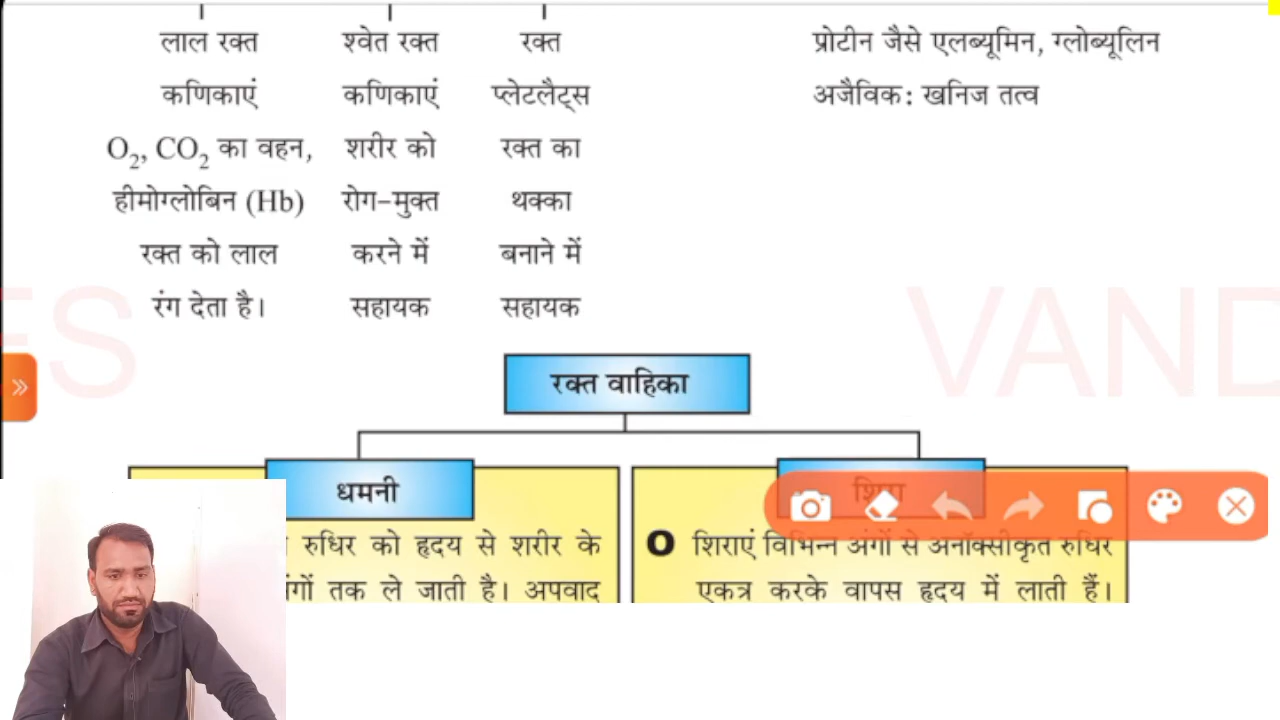 लाल रक्त श्वेत रक्त रक्त प्रोटीन जैसे एलब्यूमिन, ग्लोब्यूलिन
कणिकाएं कणिकाएं प्लेटलैट्स अजैविक: खनिज तत्व
O₂, CO₂ का वहन, शरीर को रक्त का
हीमोग्लोबिन (Hb) रोग-मुक्त थक्का
रक्त को लाल करने में बनाने में
रंग देता है। सहायक सहायक
VAND
रक्त वाहिका
धमनी शिरा
रुधिर को हृदय से शरीर के
तक ले जाती है। अपवाद
O शिराएं विभिन्न अंगों से अनॉक्सीकृत रुधिर
एकत्र करके वापस हृदय में लाती हैं।